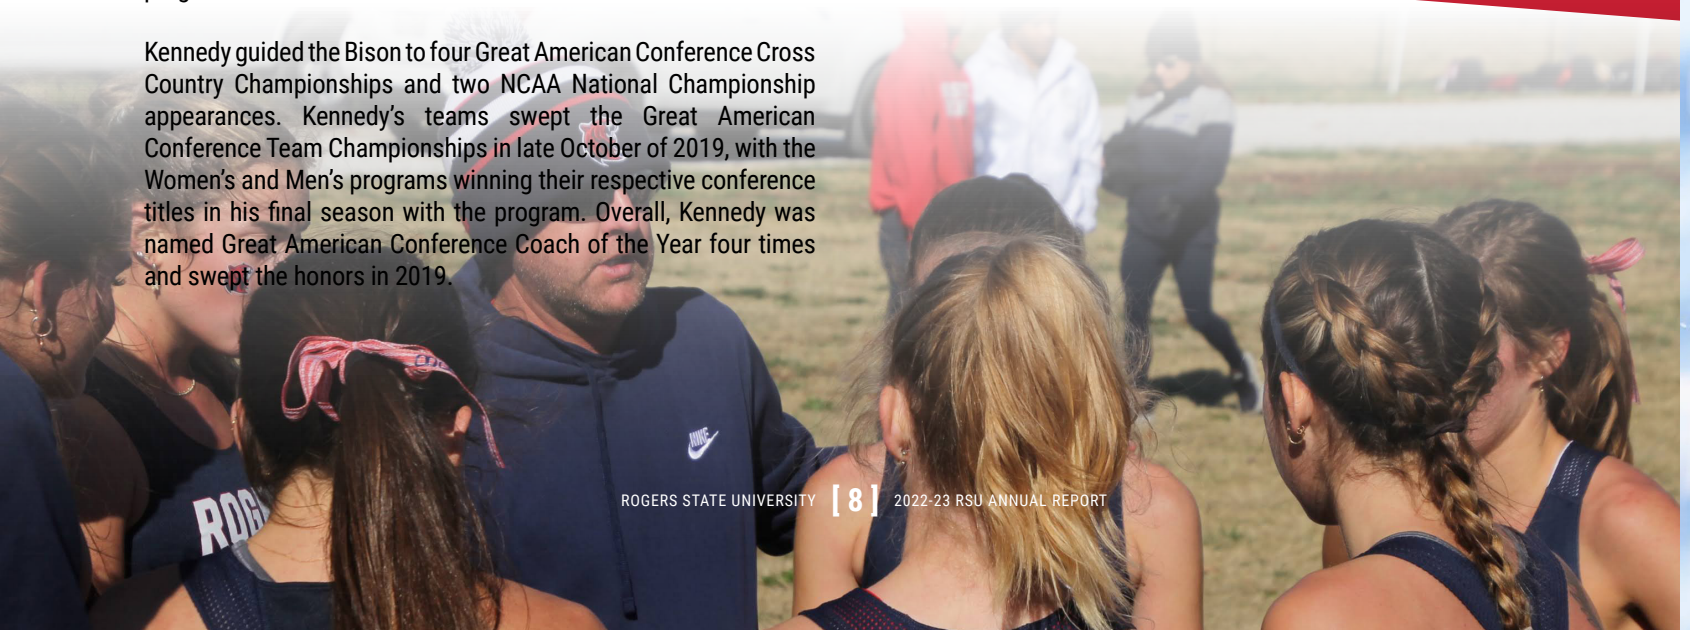 Kennedy guided the Bison to four Great American Conference Cross
Country Championships and two NCAA National Championship
appearances. Kennedy's teams swept the Great American
Conference Team Championships in late October of 2019, with the
Women's and Men's programs winning their respective conference
titles in his final season with the program. Overall, Kennedy was
named Great American Conference Coach of the Year four times
and swept the honors in 2019.
NIKE
ROGERS STATE UNIVERSITY [ 8 ] 2022-23 RSU ANNUAL REPORT